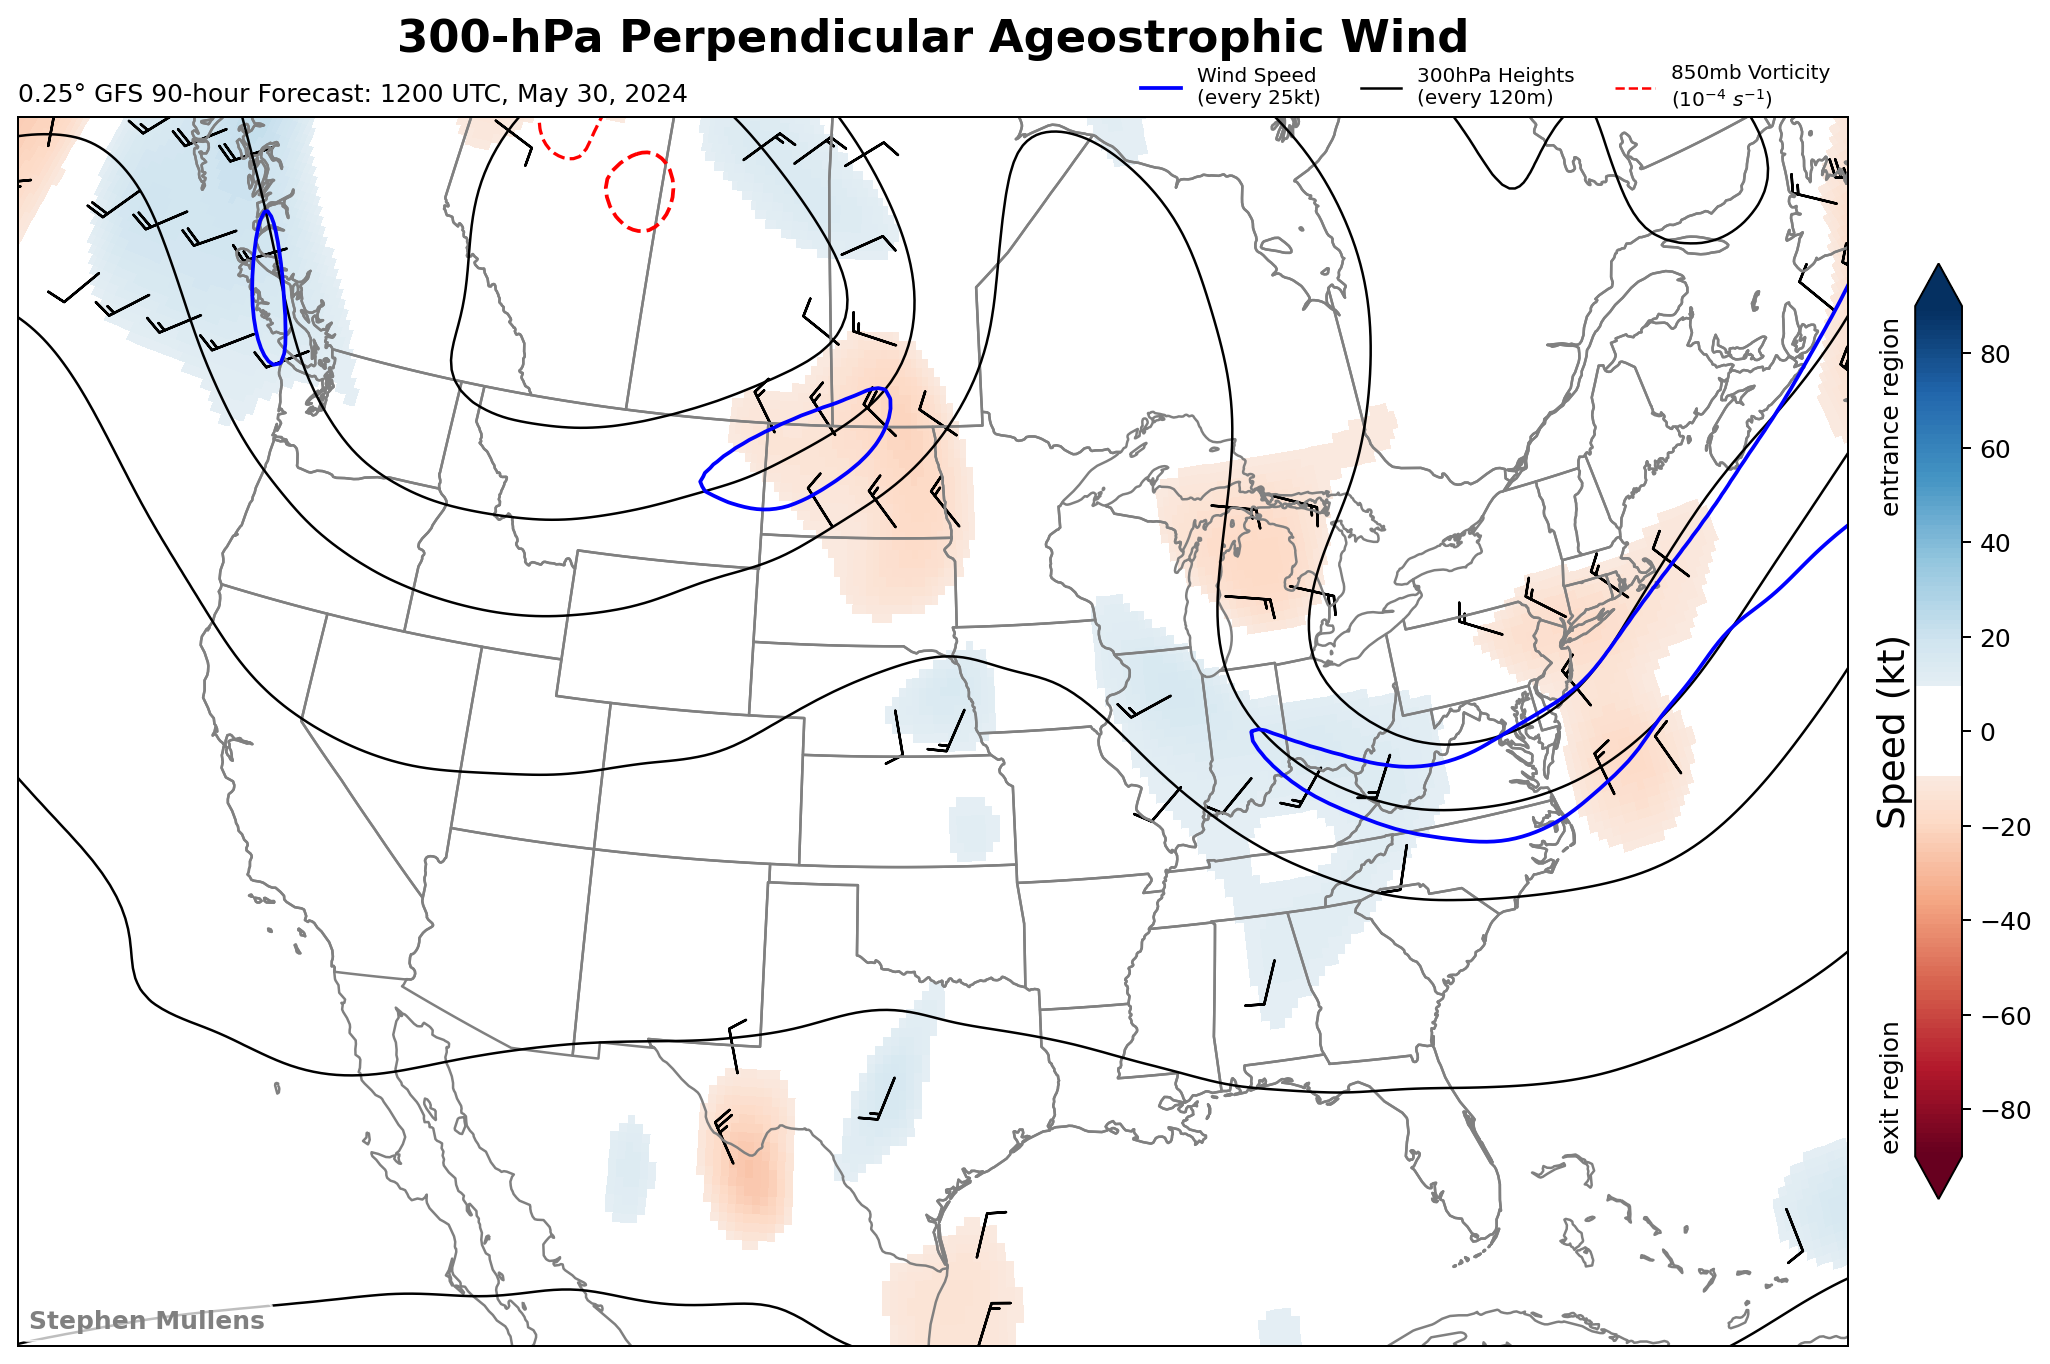 300-hPa Perpendicular Ageostrophic Wind
0.25° GFS 90-hour Forecast: 1200 UTC, May 30, 2024
Wind Speed
(every 25kt)
300hPa Heights
(every 120m)
850mb Vorticity
(10⁻⁴ s⁻¹)
entrance region
Speed (kt)
exit region
80
60
40
20
0
−20
−40
−60
−80
Stephen Mullens